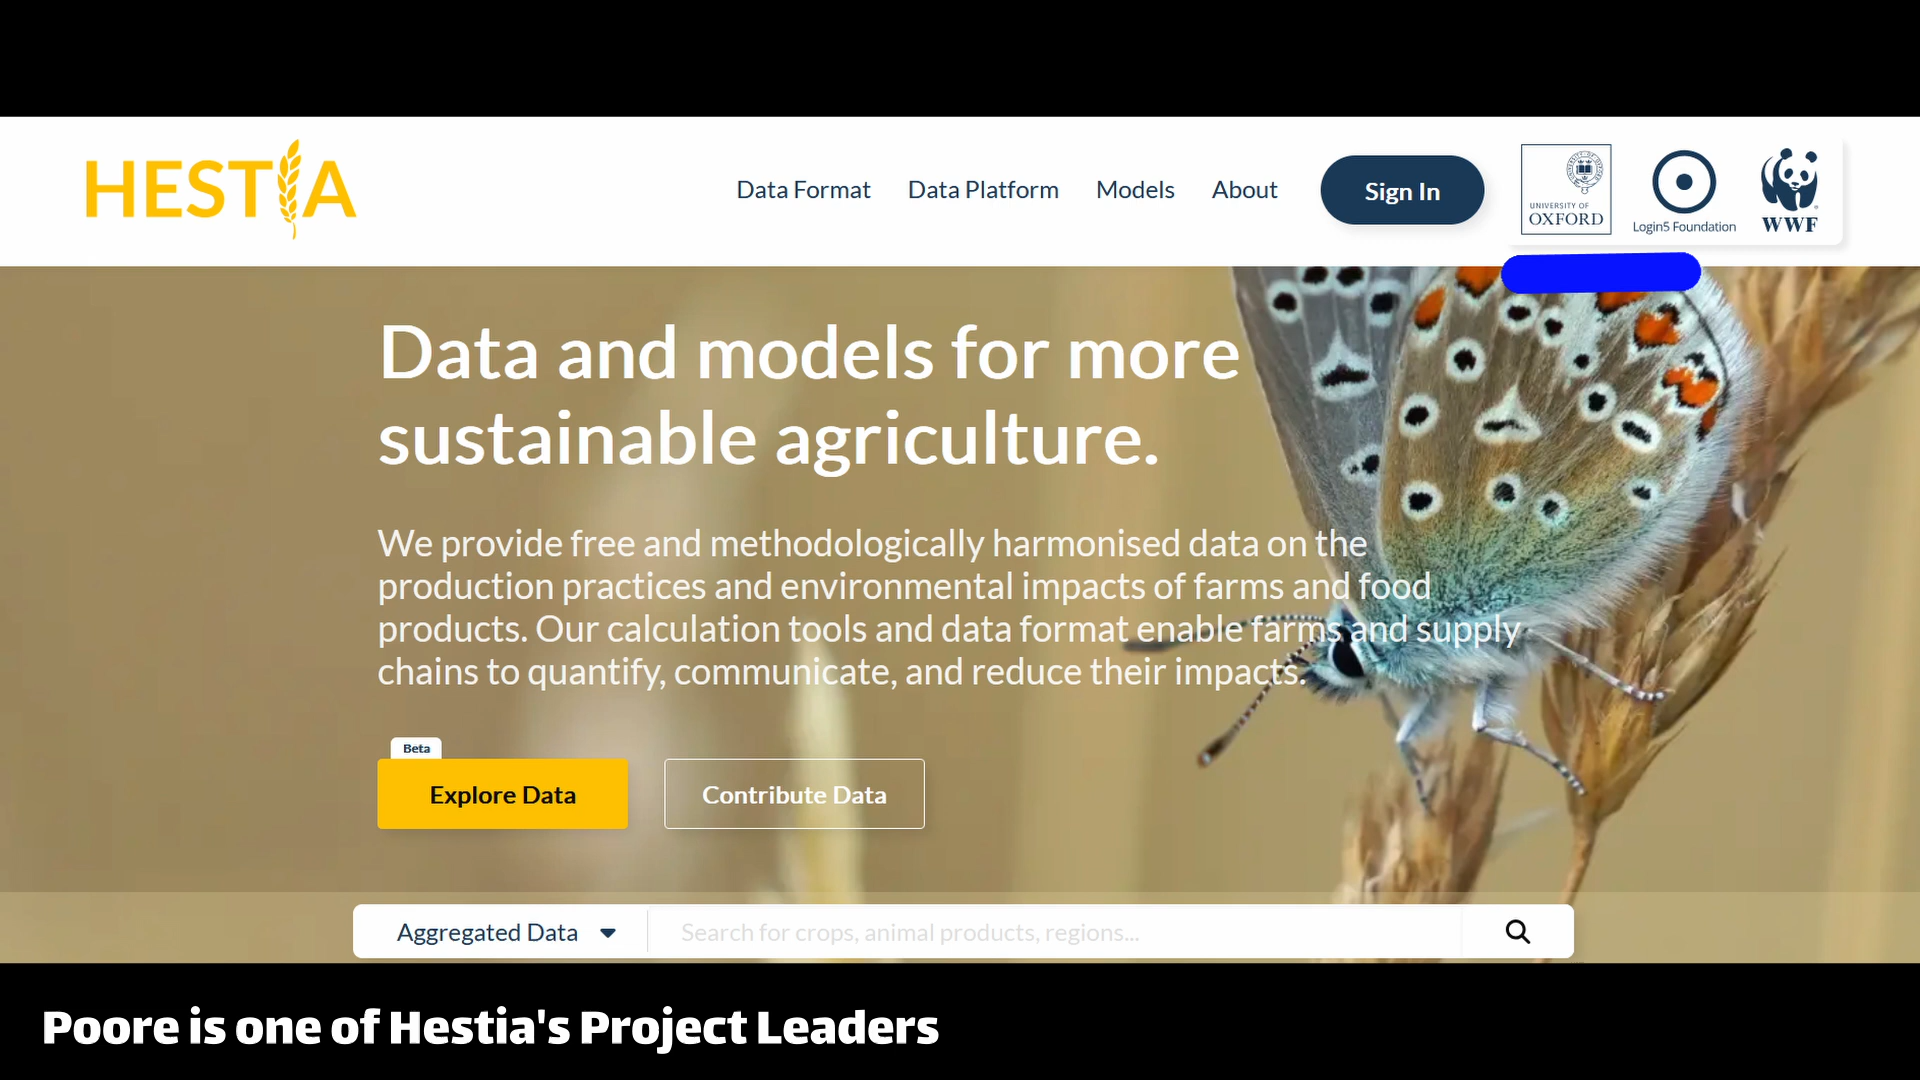 HESTIA
Data Format
Data Platform
Models
About
Sign In
UNIVERSITY OF
OXFORD
Login5 Foundation
WWF
Data and models for more
sustainable agriculture.
We provide free and methodologically harmonised data on the
production practices and environmental impacts of farms and food
products. Our calculation tools and data format enable farms and supply
chains to quantify, communicate, and reduce their impacts.
Beta
Explore Data
Contribute Data
Aggregated Data
Search for crops, animal products, regions...
Poore is one of Hestia's Project Leaders